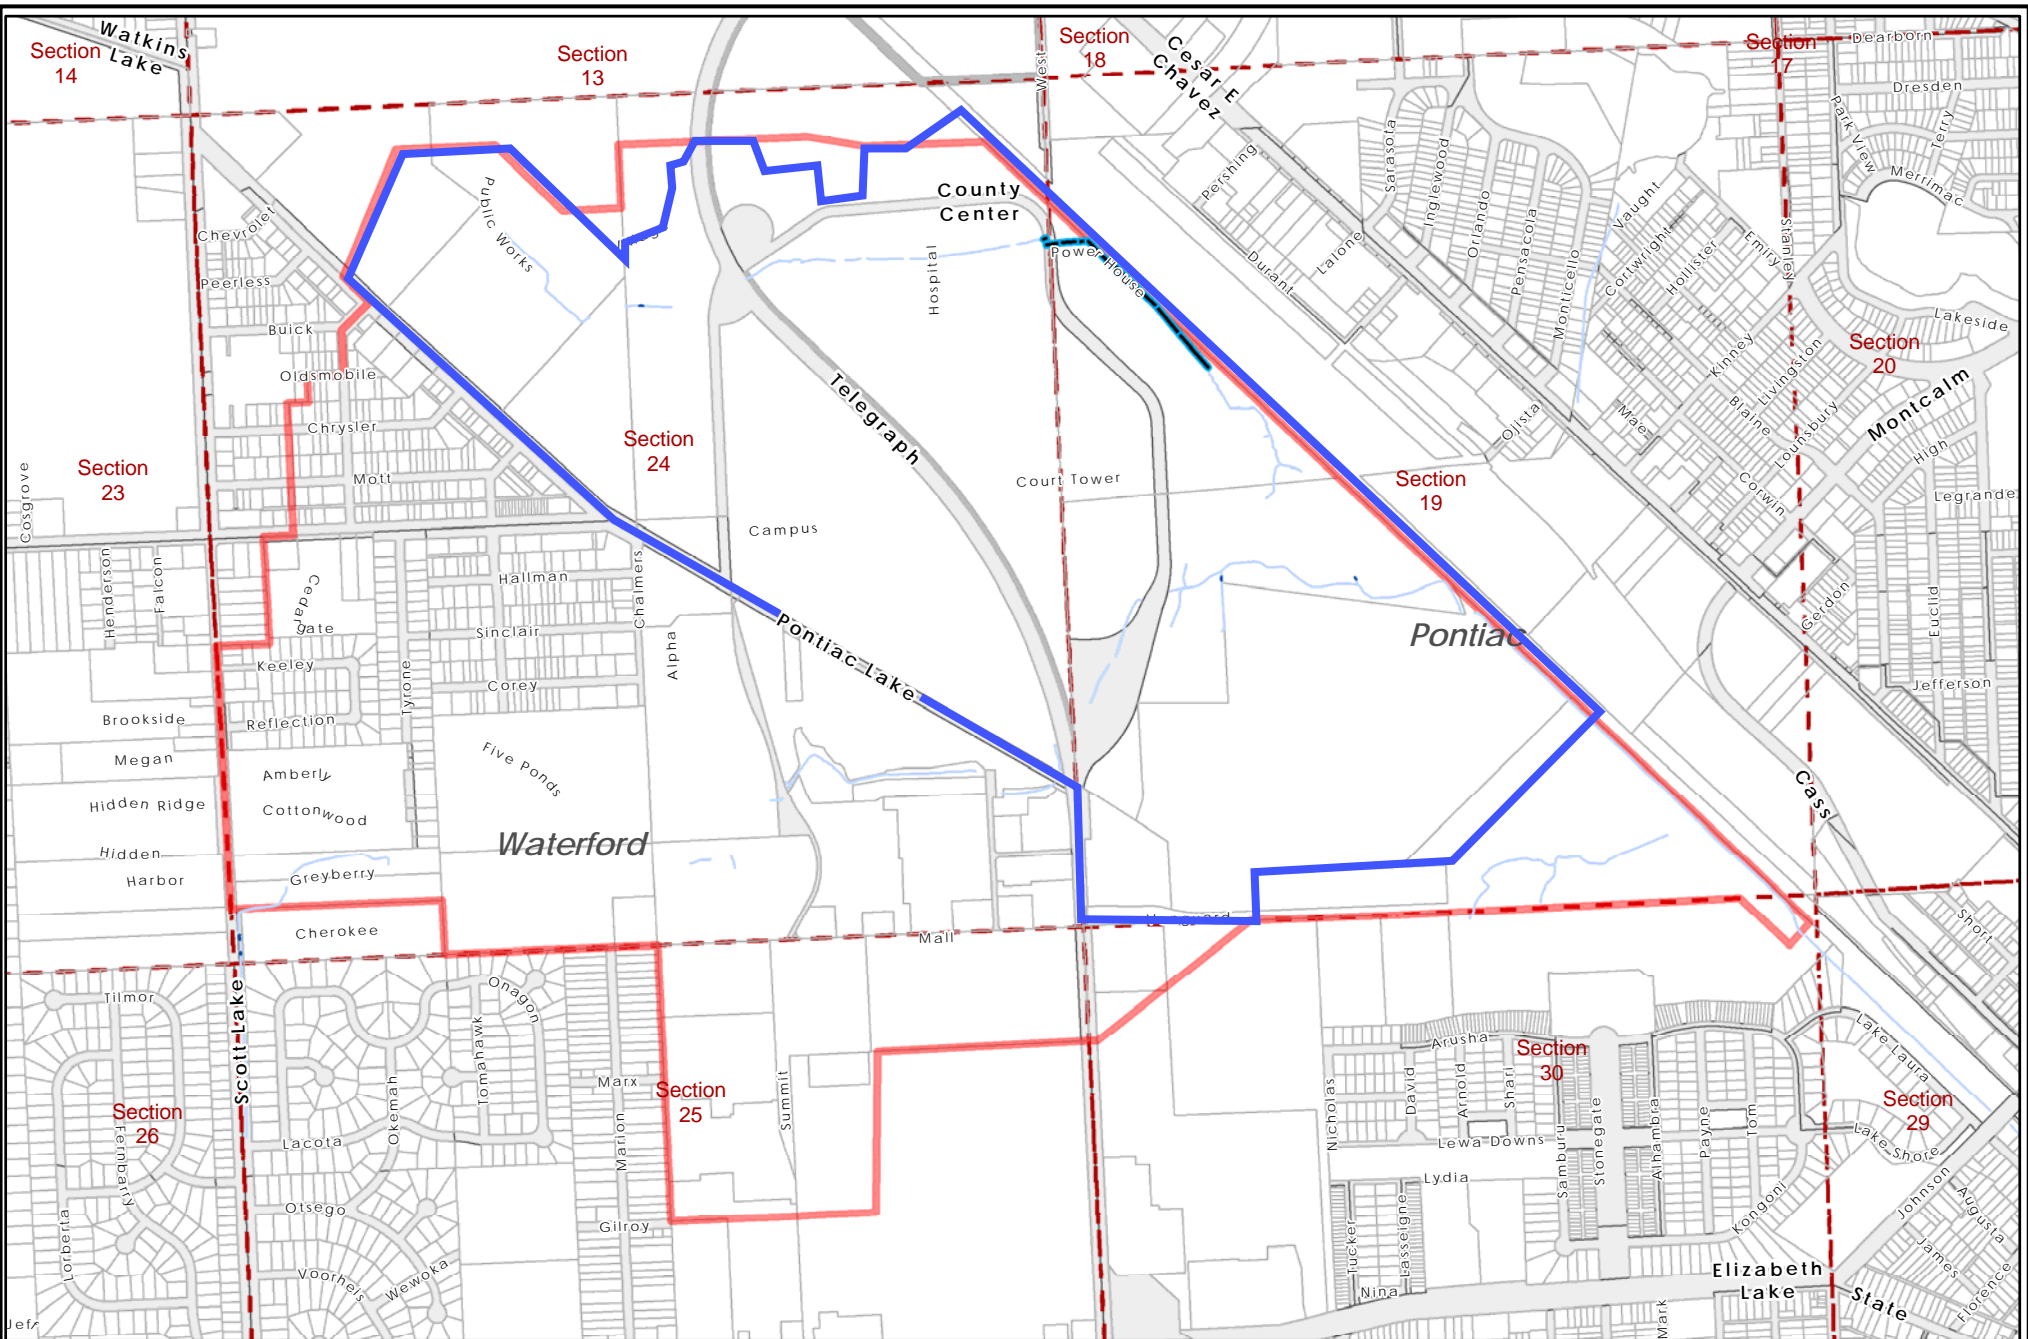 Watkins
Lake
Section
14
Section
13
Section
18
West
Cesar E
Chavez
Section
17
Dearborn
Dresden
Park View
Terry
Merrimac
Stanley
Sarasota
Inglewood
Orlando
Pensacola
Monticello
Vaught
Cortwright
Hollister
Emiry
Pershing
Lalone
Durant
Public Works
County
Center
Hospital
Power House
Chevrolet
Peerless
Buick
Oldsmobile
Chrysler
Mott
Telegraph
Section
24
Section
23
Cosgrove
Court Tower
Campus
Section
19
Section
20
Lakeside
Kinney
Livingston
Blaine
Lounsbury
Montcalm
High
Mae
Ollsta
Corwin
Legrande
Gerdon
Euclid
Jefferson
Henderson
Falcon
Cedargate
Hallman
Sinclair
Chalmers
Alpha
Keeley
Corey
Tyrone
Reflection
Pontiac Lake
Pontiac
Brookside
Megan
Amberly
Hidden Ridge
Cottonwood
Five Ponds
Waterford
Hidden
Harbor
Greyberry
Cherokee
Mall
Cass
Short
Tilmor
Scott Lake
Onagon
Tomahawk
Okemah
Marx
Marion
Section
25
Summit
Section
26
Fernbarry
Lacota
Otsego
Gilroy
Lorberta
Voorheis
Wewoka
Arusha
Section
30
Nicholas
David
Arnold
Shari
Lewa Downs
Lydia
Samburu
Stonegate
Alhambra
Payne
Tom
Kongoni
Lake Laura
Section
29
Lake Shore
Johnson
Augusta
James
Florence
Tucker
Lasseigne
Nina
Elizabeth
Lake
State
Mark